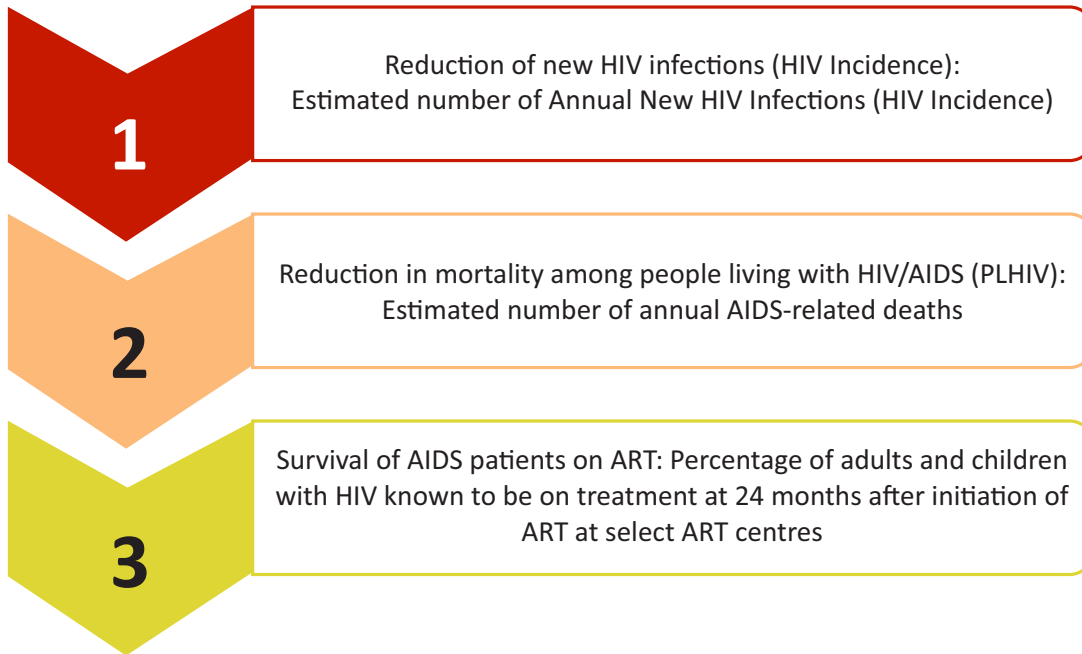 1
Reduction of new HIV infections (HIV Incidence):
Estimated number of Annual New HIV Infections (HIV Incidence)
2
Reduction in mortality among people living with HIV/AIDS (PLHIV):
Estimated number of annual AIDS-related deaths
3
Survival of AIDS patients on ART: Percentage of adults and children
with HIV known to be on treatment at 24 months after initiation of
ART at select ART centres